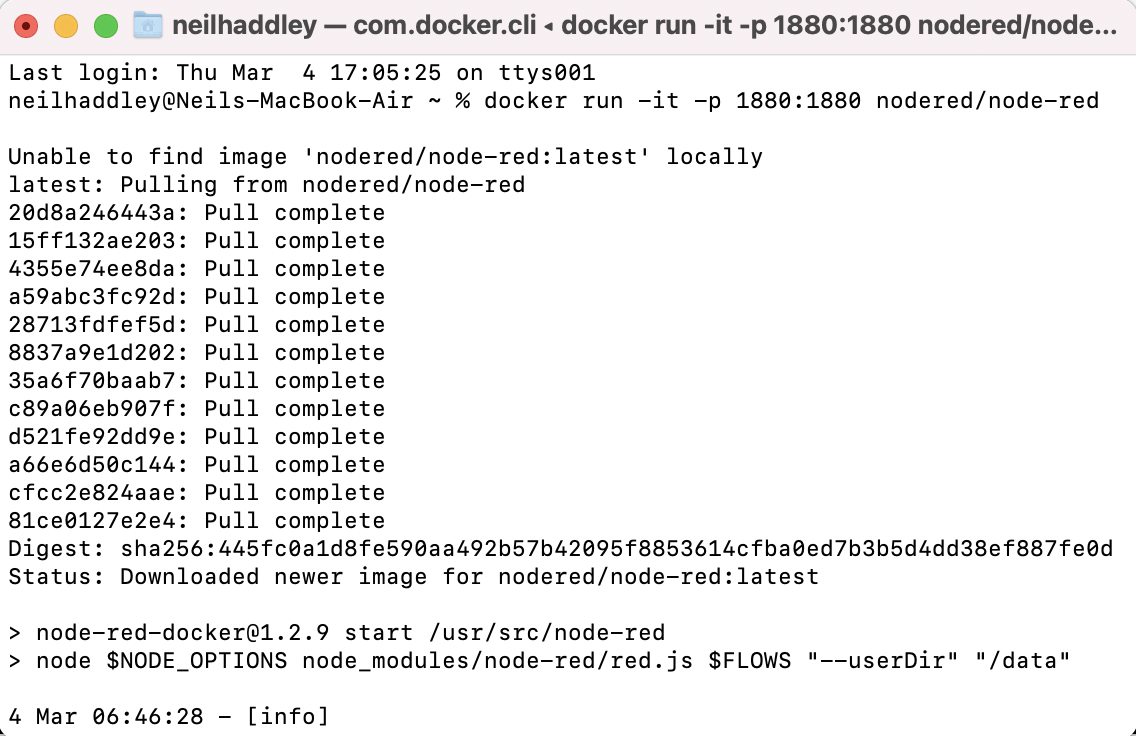 neilhaddley — com.docker.cli ◂ docker run -it -p 1880:1880 nodered/node...
Last login: Thu Mar  4 17:05:25 on ttys001
neilhaddley@Neils-MacBook-Air ~ % docker run -it -p 1880:1880 nodered/node-red
Unable to find image 'nodered/node-red:latest' locally
latest: Pulling from nodered/node-red
20d8a246443a: Pull complete
15ff132ae203: Pull complete
4355e74ee8da: Pull complete
a59abc3fc92d: Pull complete
28713fdfef5d: Pull complete
8837a9e1d202: Pull complete
35a6f70baab7: Pull complete
c89a06eb907f: Pull complete
d521fe92dd9e: Pull complete
a66e6d50c144: Pull complete
cfcc2e824aae: Pull complete
81ce0127e2e4: Pull complete
Digest: sha256:445fc0a1d8fe590aa492b57b42095f8853614cfba0ed7b3b5d4dd38ef887fe0d
Status: Downloaded newer image for nodered/node-red:latest
> node-red-docker@1.2.9 start /usr/src/node-red
> node $NODE_OPTIONS node_modules/node-red/red.js $FLOWS "--userDir" "/data"
4 Mar 06:46:28 - [info]